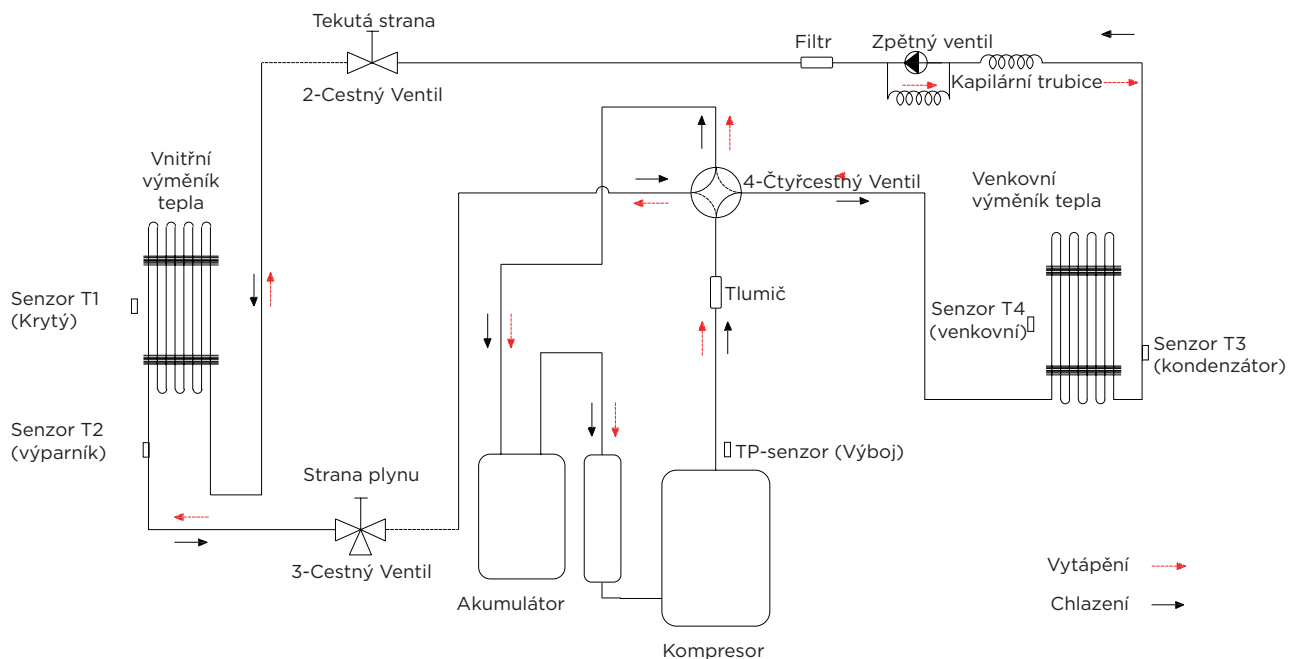 Tekutá strana
2-Cestný Ventil
Filtr
Zpětný ventil
Kapilární trubice
Vnitřní
výměník
tepla
4-Čtyřcestný Ventil
Venkovní
výměník tepla
Senzor T1
(Krytý)
Tlumič
Senzor T4
(venkovní)
Senzor T3
(kondenzátor)
Senzor T2
(výparník)
TP-senzor (Výboj)
Strana plynu
3-Cestný Ventil
Akumulátor
Kompresor
Vytápění
Chlazení